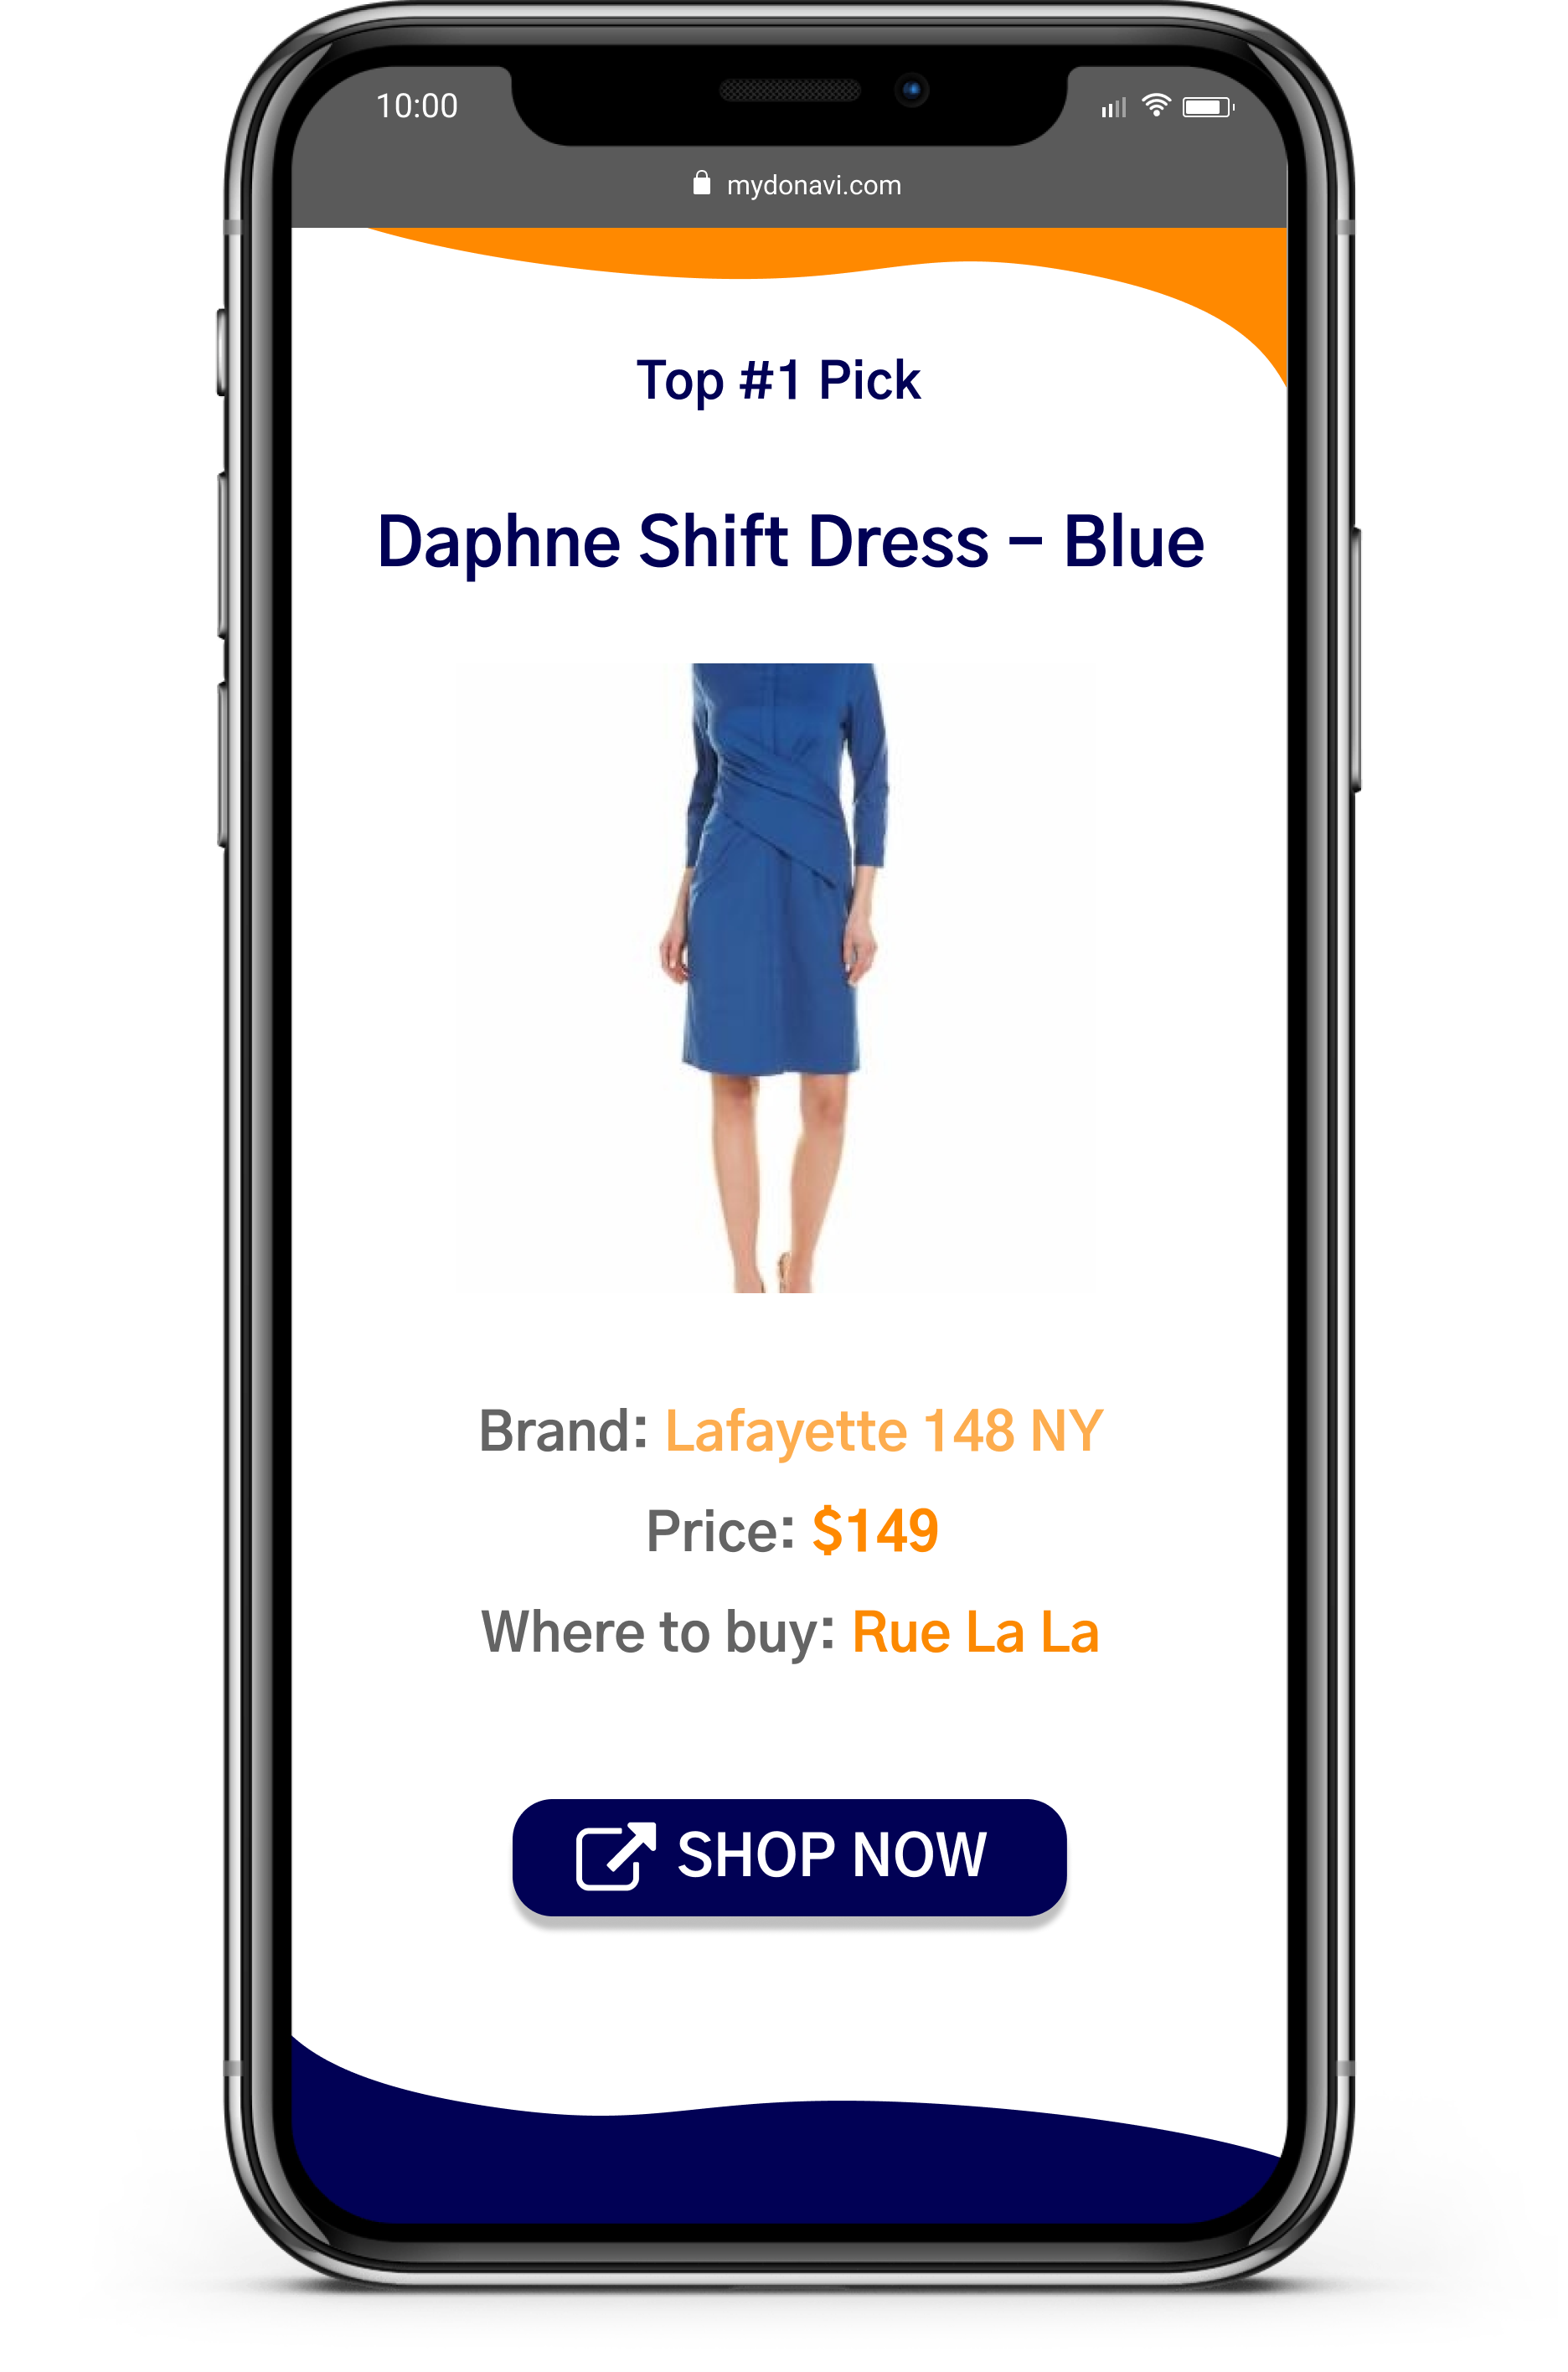 10:00
mydonavi.com
Top #1 Pick
Daphne Shift Dress - Blue
Brand: Lafayette 148 NY
Price: $149
Where to buy: Rue La La
SHOP NOW